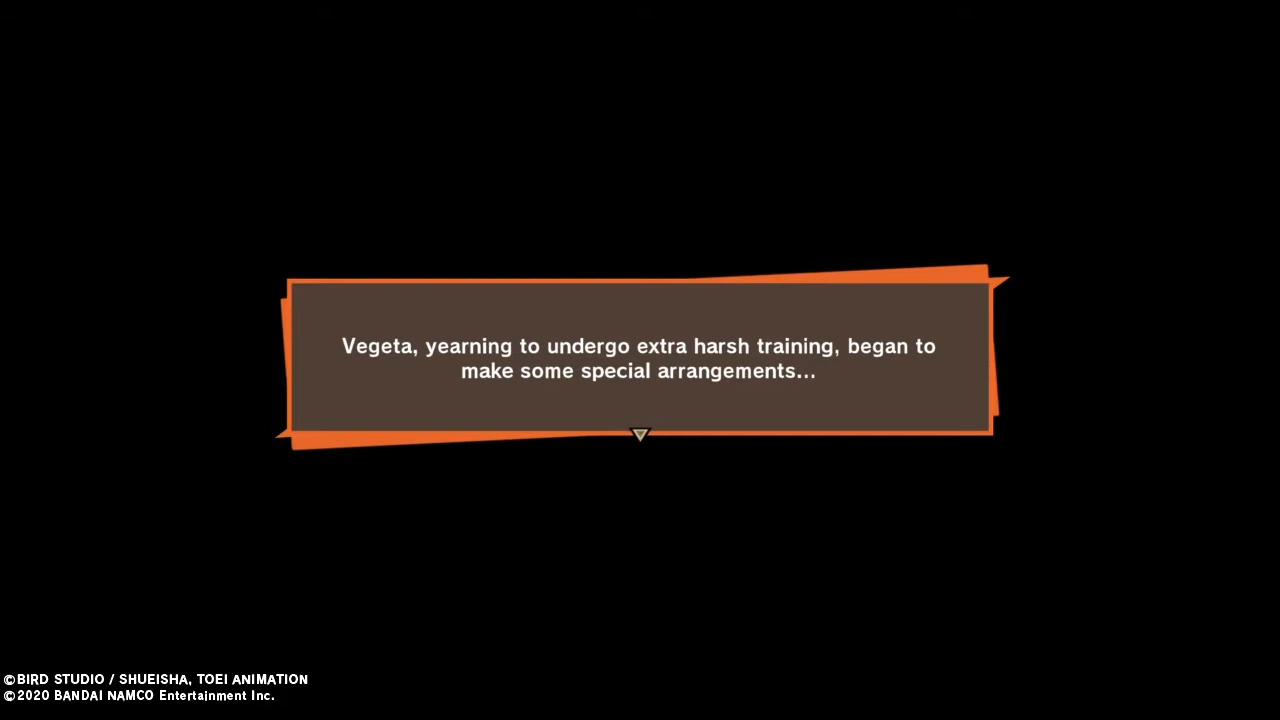 Vegeta, yearning to undergo extra harsh training, began to
make some special arrangements...
©BIRD STUDIO / SHUEISHA, TOEI ANIMATION
©2020 BANDAI NAMCO Entertainment Inc.